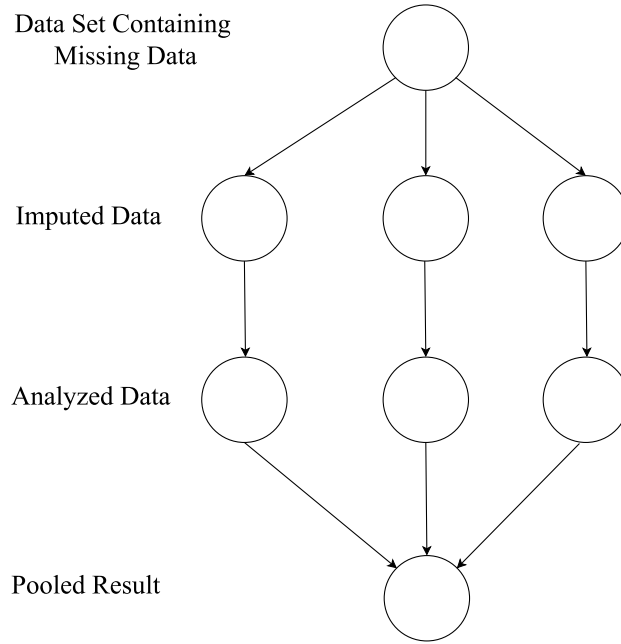 Data Set Containing
Missing Data
Imputed Data
Analyzed Data
Pooled Result